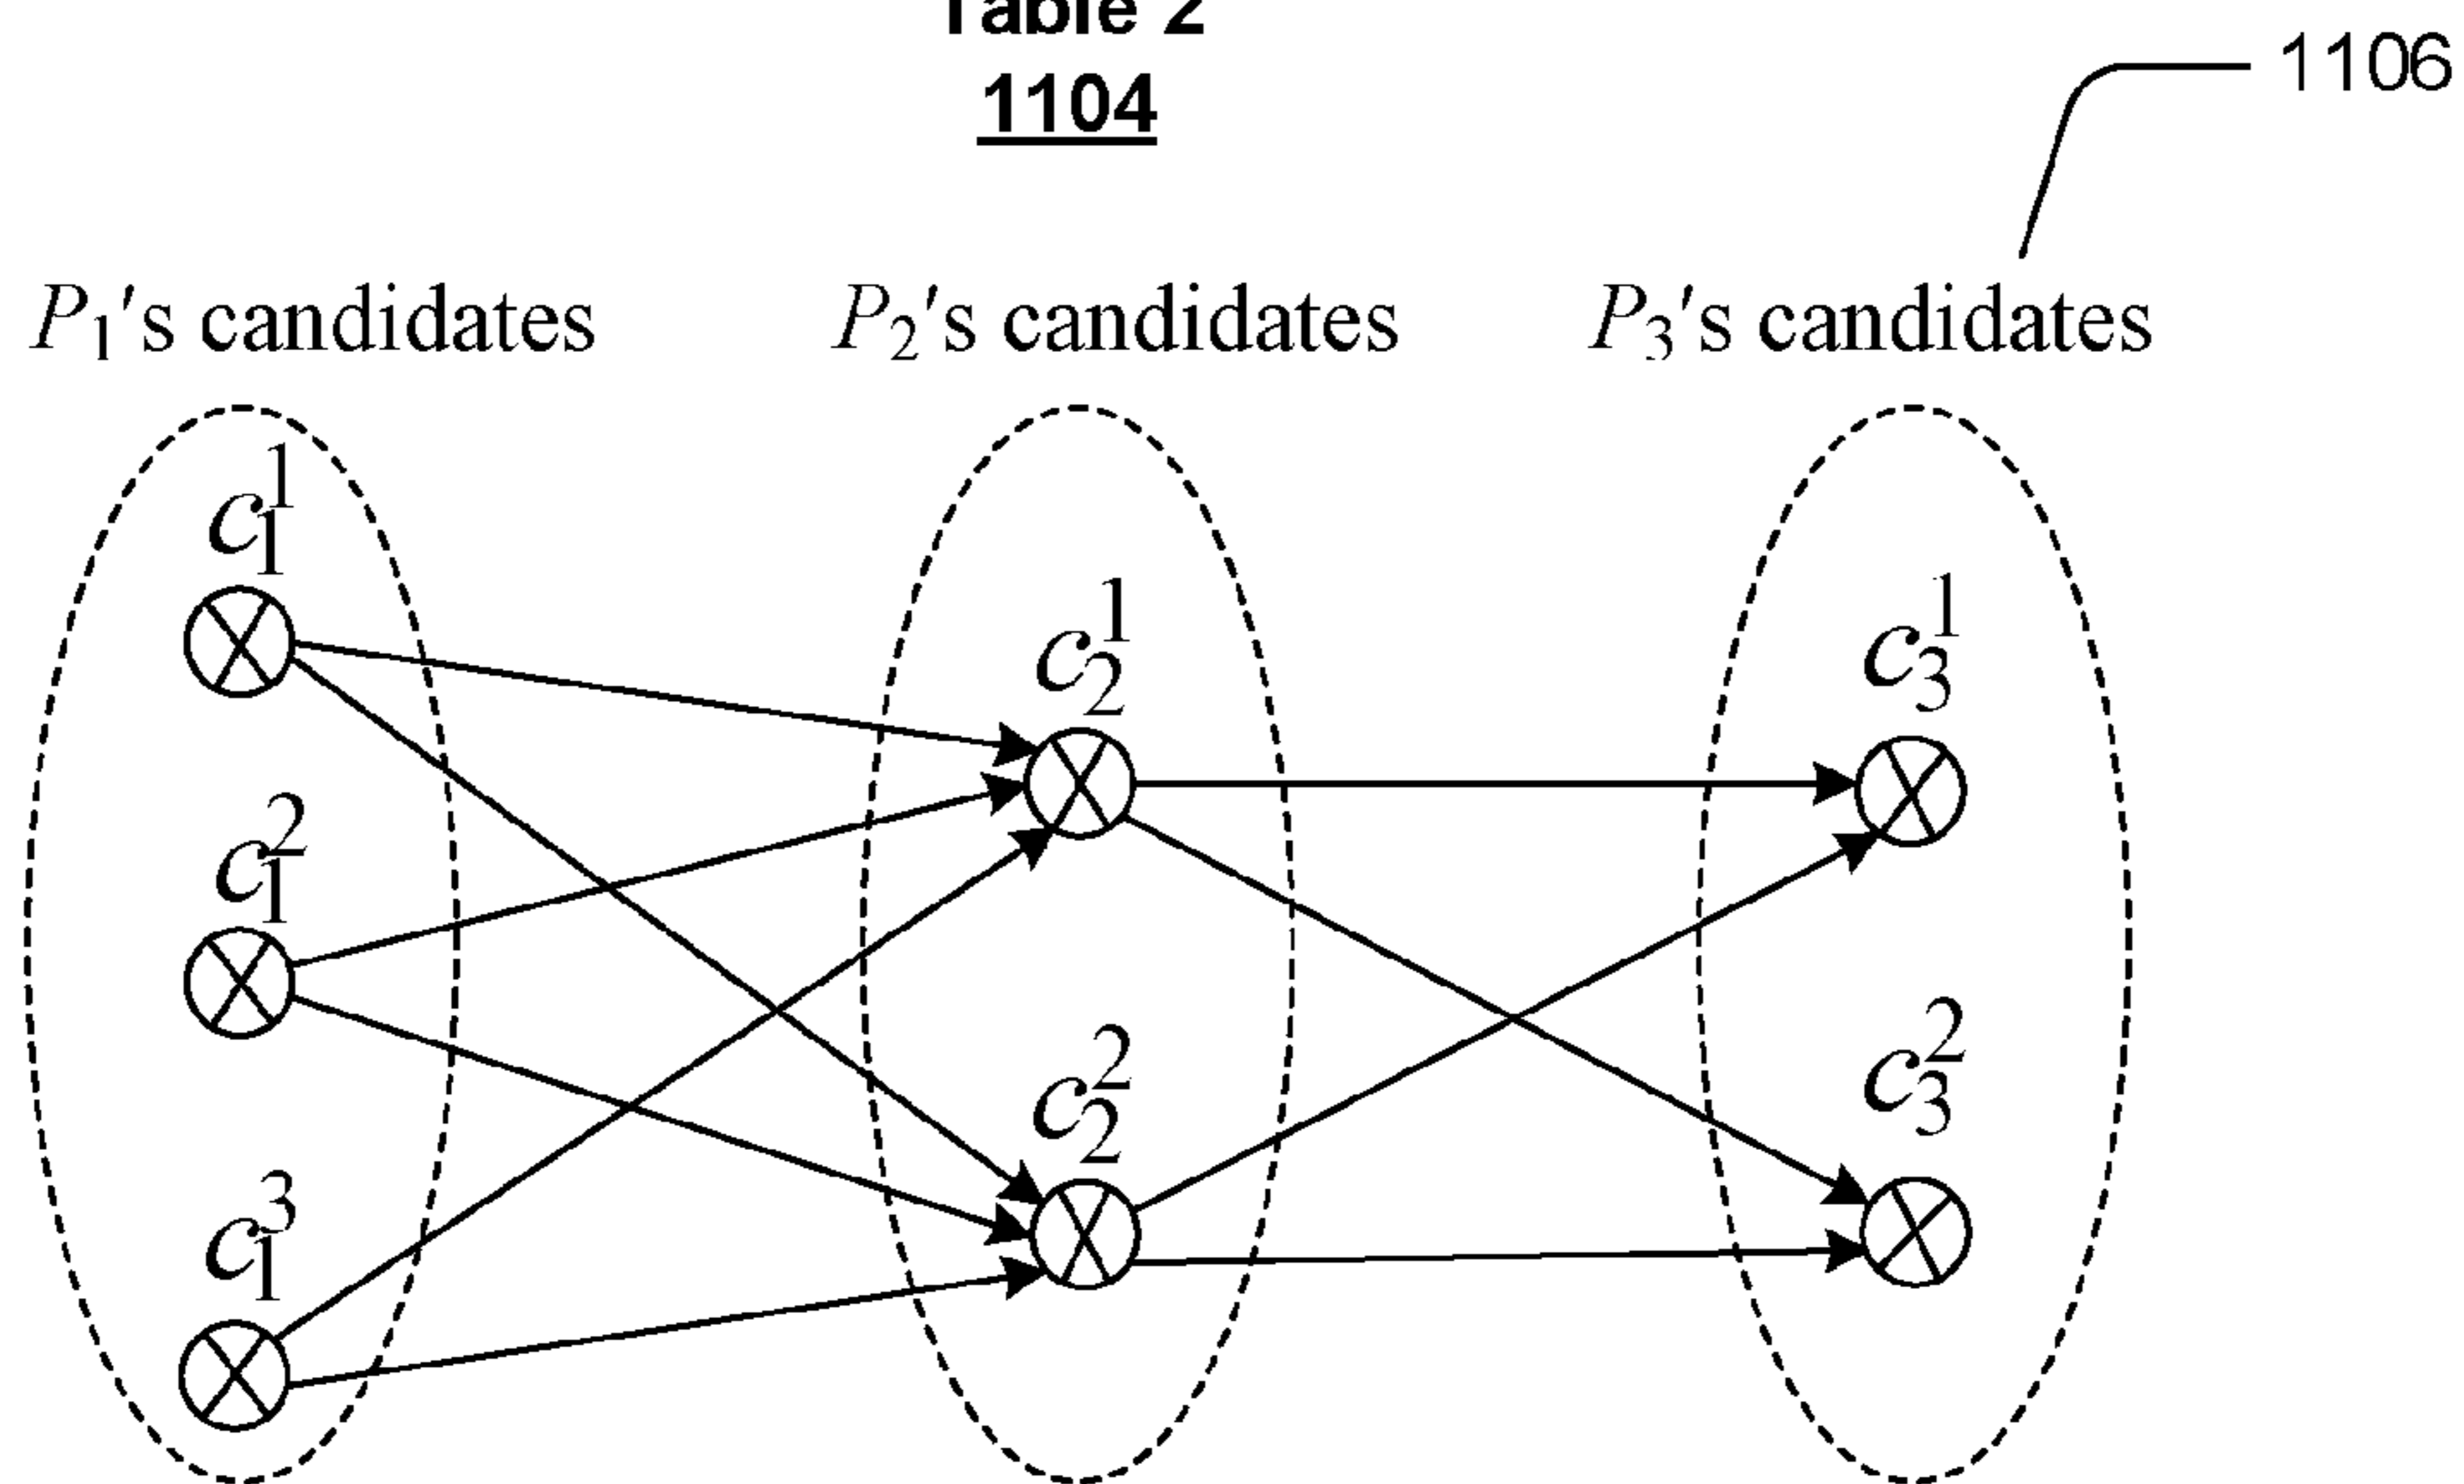 Table 2
1104
1106
P₁'s candidates P₂'s candidates P₃'s candidates
c₁¹
c₂¹ c₃¹
c₁²
c₂² c₃²
c₁³